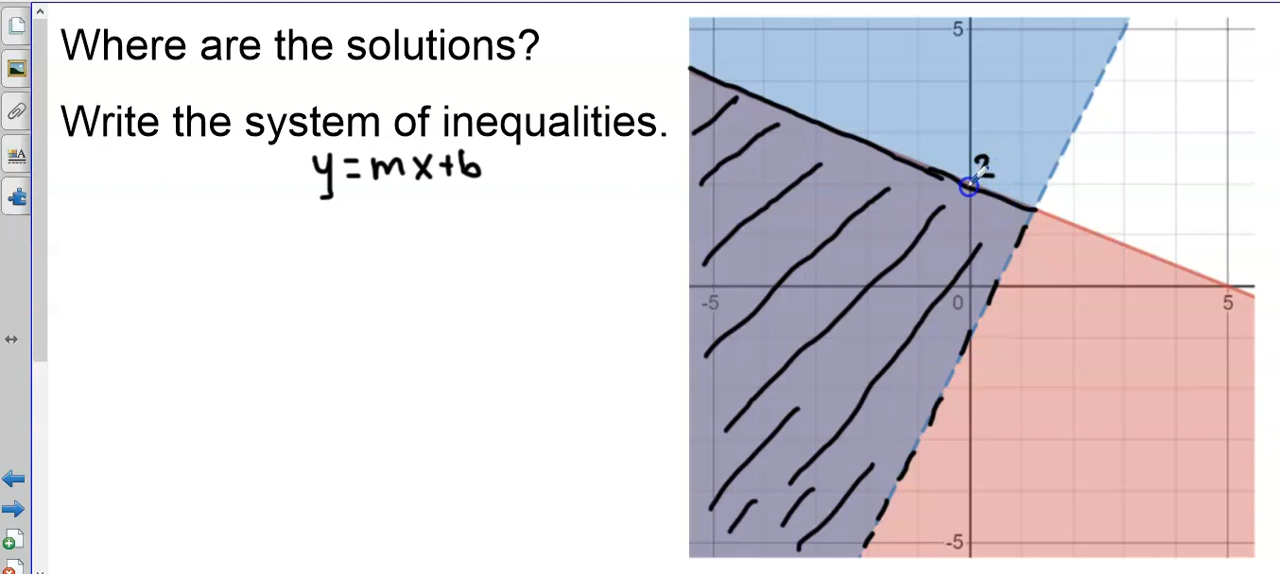 Where are the solutions?
Write the system of inequalities.
y=mx+b
5
2
-5
0
5
-5